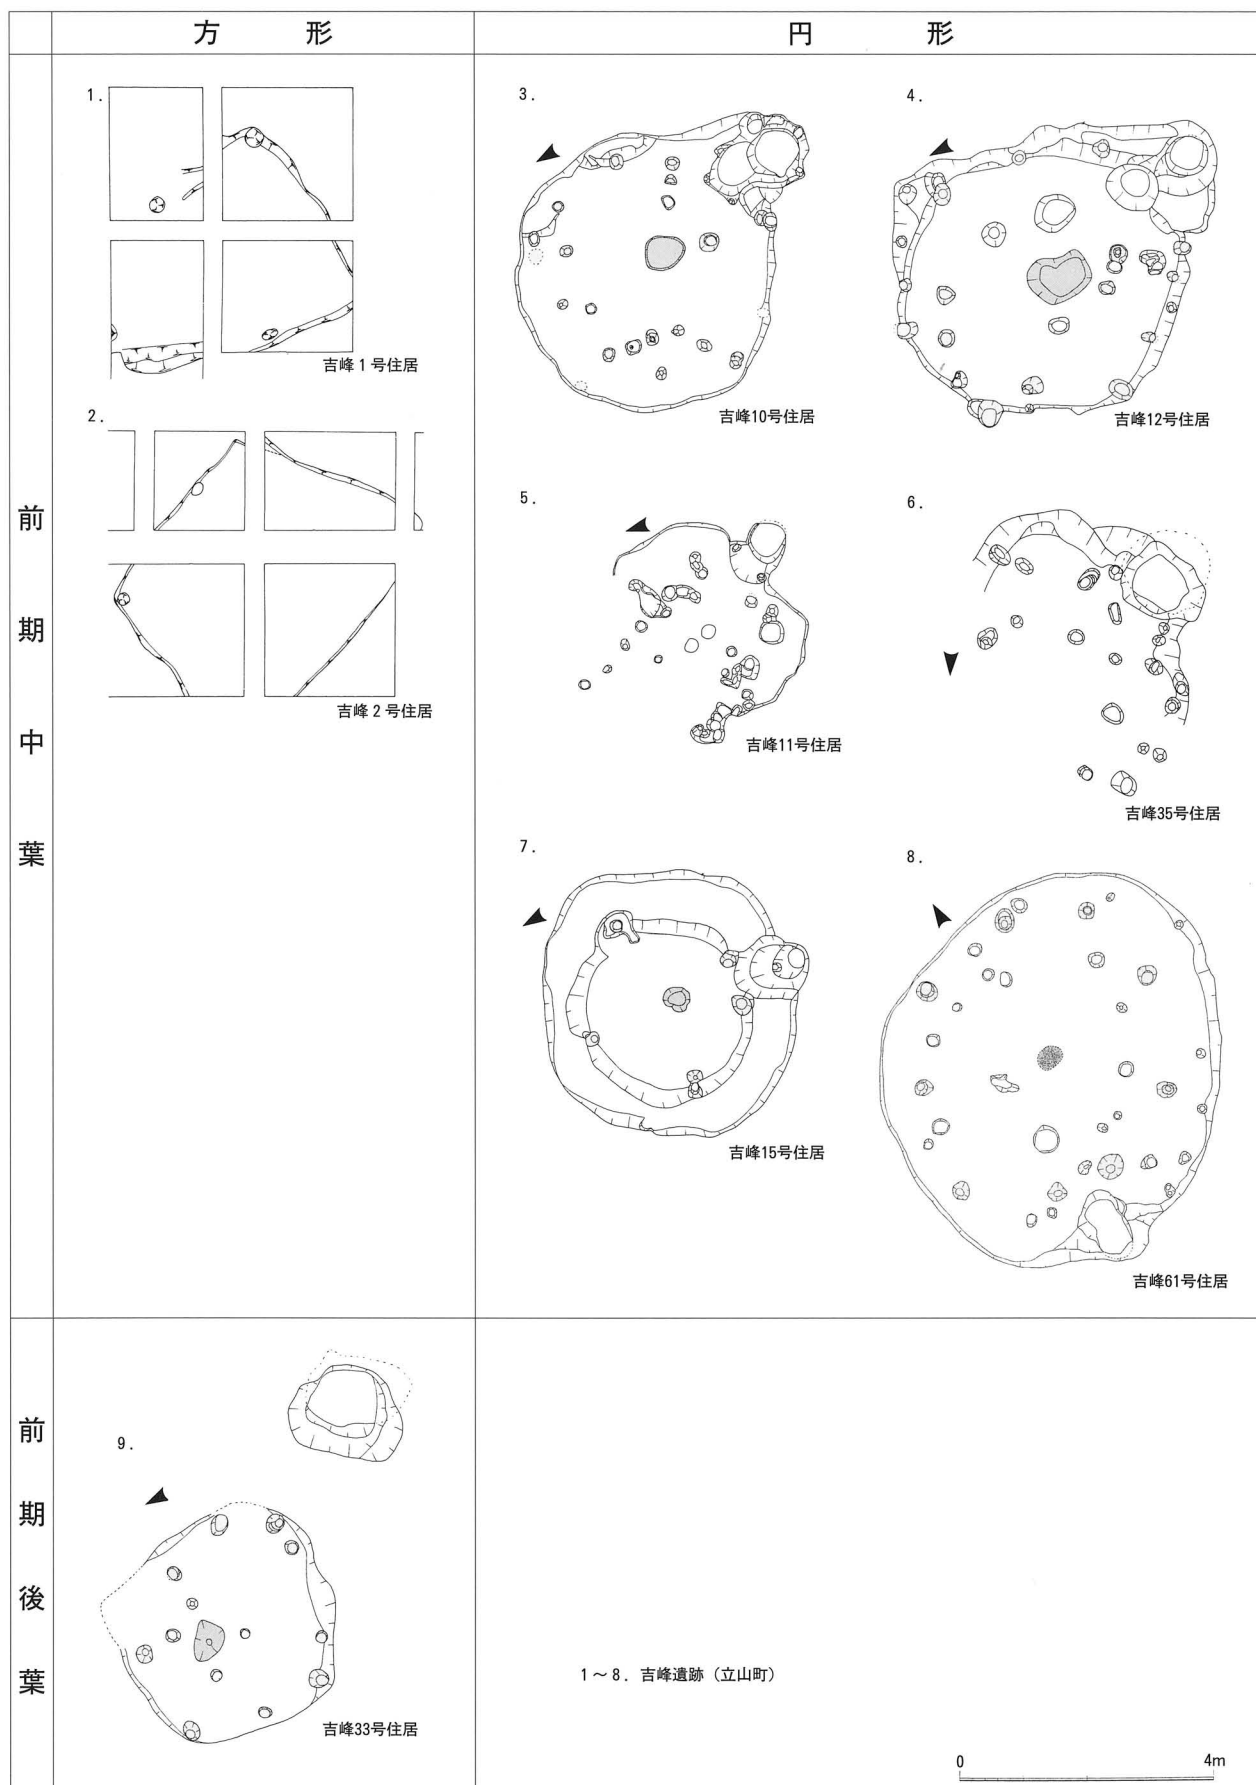 方形
円形
前期中葉
1.
吉峰1号住居
2.
吉峰2号住居
3.
吉峰10号住居
4.
吉峰12号住居
5.
吉峰11号住居
6.
吉峰35号住居
7.
吉峰15号住居
8.
吉峰61号住居
前期後葉
9.
吉峰33号住居
1~8. 吉峰遺跡(立山町)
0 4m